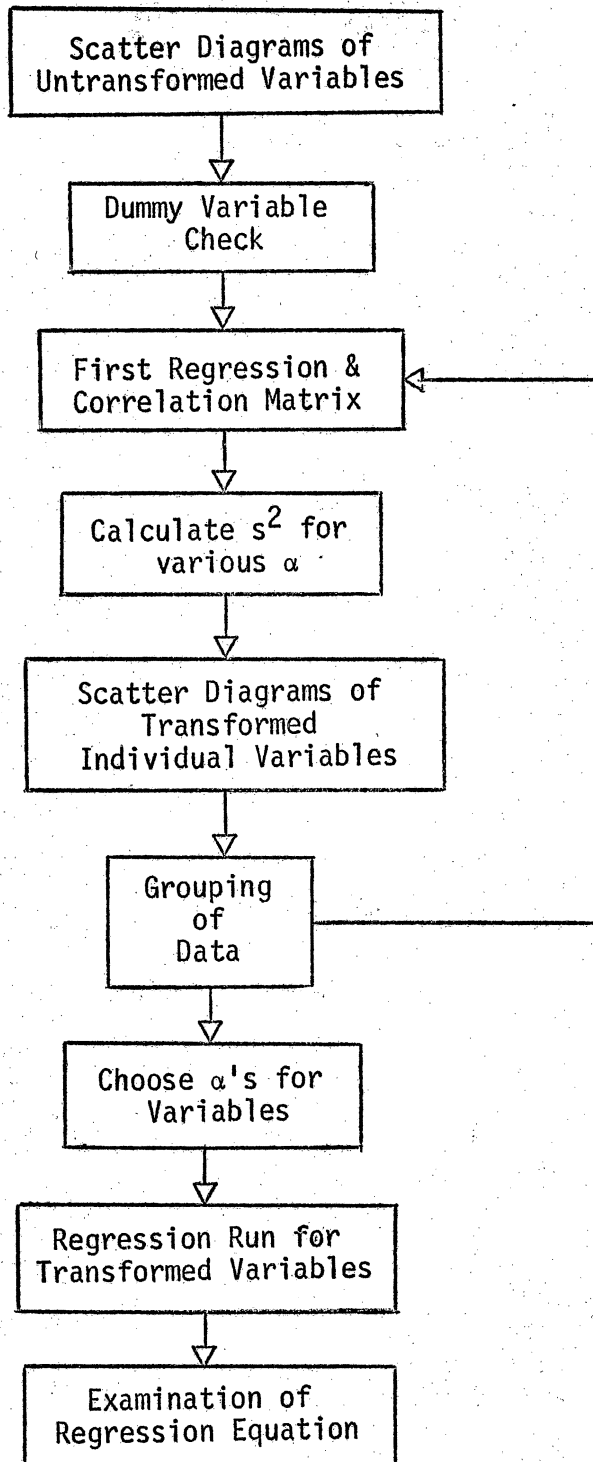 Scatter Diagrams of
Untransformed Variables
Dummy Variable
Check
First Regression &
Correlation Matrix
Calculate s² for
various α
Scatter Diagrams of
Transformed
Individual Variables
Grouping
of
Data
Choose α's for
Variables
Regression Run for
Transformed Variables
Examination of
Regression Equation